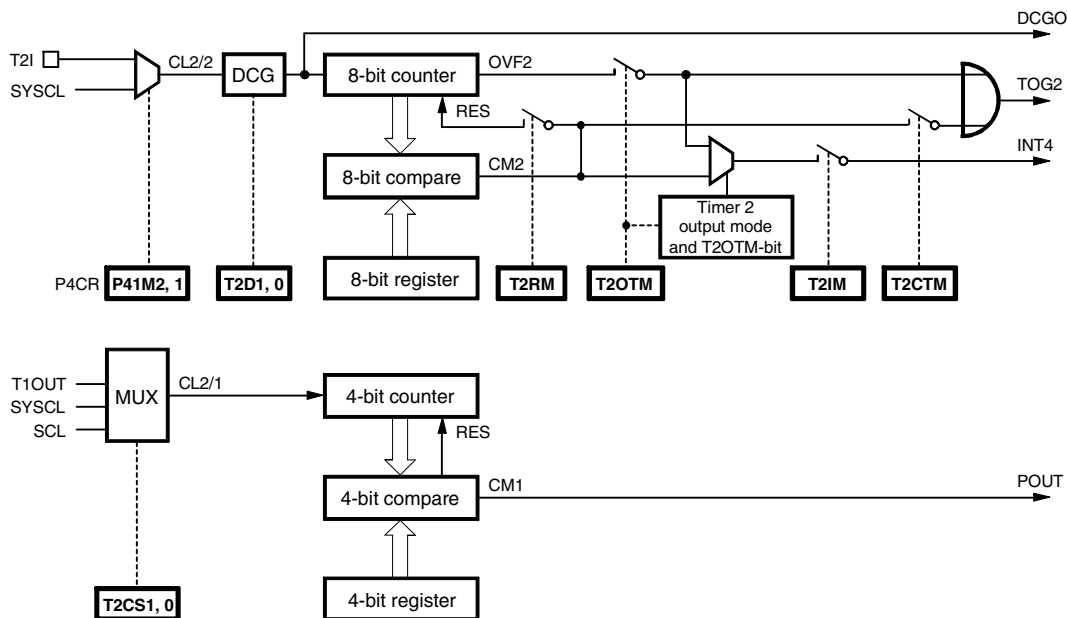 DCGO
T2I
CL2/2
DCG
8-bit counter
OVF2
TOG2
SYSCL
RES
INT4
8-bit compare
CM2
Timer 2
output mode
and T2OTM-bit
P4CR
P41M2, 1
T2D1, 0
8-bit register
T2RM
T2OTM
T2IM
T2CTM
T1OUT
SYSCL
SCL
MUX
CL2/1
4-bit counter
RES
4-bit compare
CM1
POUT
T2CS1, 0
4-bit register